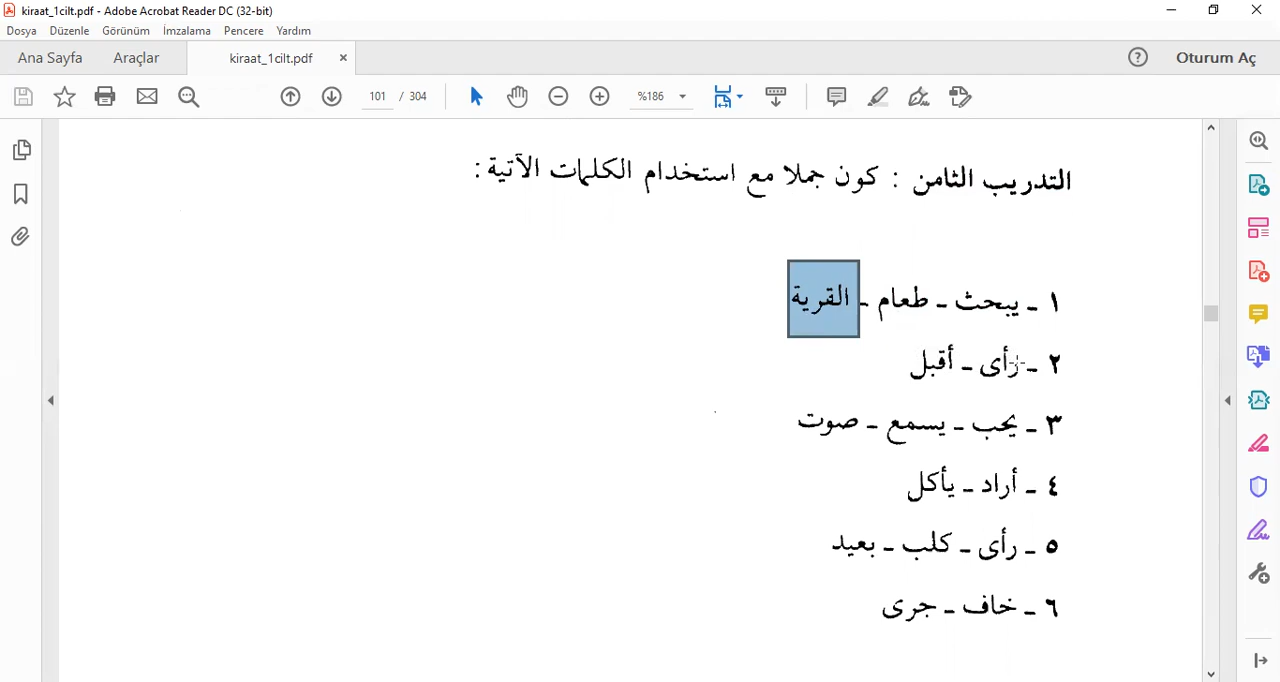 kiraat_1cilt.pdf - Adobe Acrobat Reader DC (32-bit)
Dosya Düzenle Görünüm İmzalama Pencere Yardım
Ana Sayfa Araçlar kiraat_1cilt.pdf Oturum Aç
101 / 304 %186
التدريب الثامن : كون جملا مع استخدام الكلمات الآتية :
١ ـ يبحث ـ طعام ـ القرية
٢ ـ رأى ـ أقبل
٣ ـ يحب ـ يسمع ـ صوت
٤ ـ أراد ـ يأكل
٥ ـ رأى ـ كلب ـ بعيد
٦ ـ خاف ـ جرى